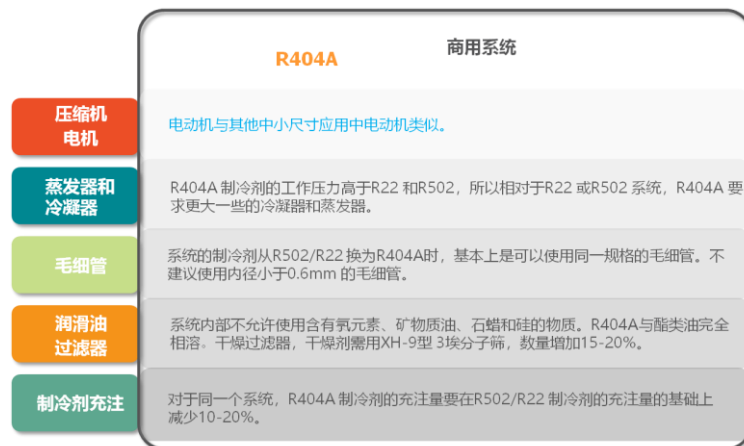 R404A
商用系统
压缩机
电机
电动机与其他中小尺寸应用中电动机类似。
蒸发器和
冷凝器
R404A 制冷剂的工作压力高于R22 和R502，所以相对于R22 或R502 系统，R404A 要
求更大一些的冷凝器和蒸发器。
毛细管
系统的制冷剂从R502/R22 换为R404A时，基本上是可以使用同一规格的毛细管。不
建议使用内径小于0.6mm 的毛细管。
润滑油
过滤器
系统内部不允许使用含有氯元素、矿物质油、石蜡和硅的物质。R404A与酯类油完全
相溶。干燥过滤器，干燥剂需用XH-9型 3埃分子筛，数量增加15-20%。
制冷剂充注
对于同一个系统，R404A 制冷剂的充注量要在R502/R22 制冷剂的充注量的基础上
减少10-20%。